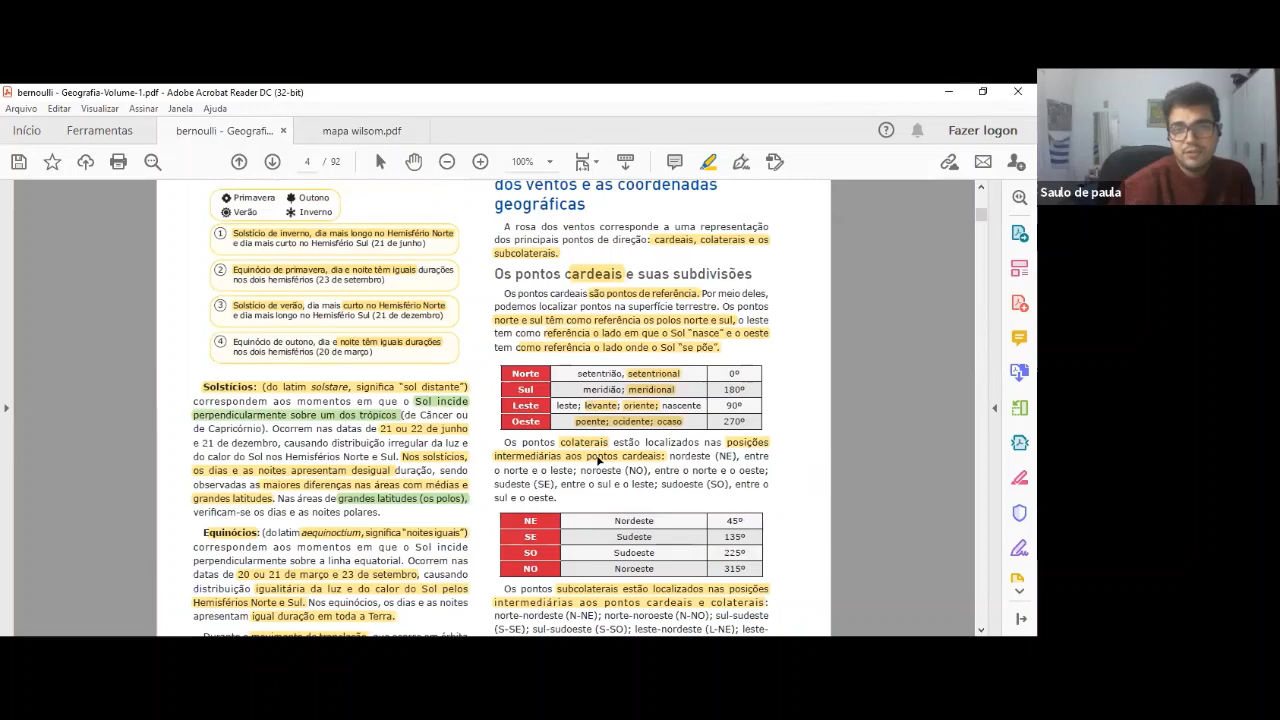 bernoulli - Geografia-Volume-1.pdf - Adobe Acrobat Reader DC (32-bit)
Arquivo Editar Visualizar Assinar Janela Ajuda
Início Ferramentas bernoulli - Geografi... × mapa wilsom.pdf Fazer logon
4 / 92 100%
Saulo de paula
Primavera Outono
Verão Inverno
1 Solstício de inverno, dia mais longo no Hemisfério Norte
e dia mais curto no Hemisfério Sul (21 de junho)
2 Equinócio de primavera, dia e noite têm iguais durações
nos dois hemisférios (23 de setembro)
3 Solstício de verão, dia mais curto no Hemisfério Norte
e dia mais longo no Hemisfério Sul (21 de dezembro)
4 Equinócio de outono, dia e noite têm iguais durações
nos dois hemisférios (20 de março)
Solstícios: (do latim solstare, significa “sol distante”)
correspondem aos momentos em que o Sol incide
perpendicularmente sobre um dos trópicos (de Câncer ou
de Capricórnio). Ocorrem nas datas de 21 ou 22 de junho
e 21 de dezembro, causando distribuição irregular da luz e
do calor do Sol nos Hemisférios Norte e Sul. Nos solstícios,
os dias e as noites apresentam desigual duração, sendo
observadas as maiores diferenças nas áreas com médias e
grandes latitudes. Nas áreas de grandes latitudes (os polos),
verificam-se os dias e as noites polares.
Equinócios: (do latim aequinoctium, significa “noites iguais”)
correspondem aos momentos em que o Sol incide
perpendicularmente sobre a linha equatorial. Ocorrem nas
datas de 20 ou 21 de março e 23 de setembro, causando
distribuição igualitária da luz e do calor do Sol pelos
Hemisférios Norte e Sul. Nos equinócios, os dias e as noites
apresentam igual duração em toda a Terra.
Durante o movimento de translação, que ocorre em órbita
dos ventos e as coordenadas
geográficas
A rosa dos ventos corresponde a uma representação
dos principais pontos de direção: cardeais, colaterais e os
subcolaterais.
Os pontos cardeais e suas subdivisões
Os pontos cardeais são pontos de referência. Por meio deles,
podemos localizar pontos na superfície terrestre. Os pontos
norte e sul têm como referência os polos norte e sul, o leste
tem como referência o lado em que o Sol “nasce” e o oeste
tem como referência o lado onde o Sol “se põe”.
Norte setentrião, setentrional 0º
Sul meridião; meridional 180º
Leste leste; levante; oriente; nascente 90º
Oeste poente; ocidente; ocaso 270º
Os pontos colaterais estão localizados nas posições
intermediárias aos pontos cardeais: nordeste (NE), entre
o norte e o leste; noroeste (NO), entre o norte e o oeste;
sudeste (SE), entre o sul e o leste; sudoeste (SO), entre o
sul e o oeste.
NE Nordeste 45º
SE Sudeste 135º
SO Sudoeste 225º
NO Noroeste 315º
Os pontos subcolaterais estão localizados nas posições
intermediárias aos pontos cardeais e colaterais:
norte-nordeste (N-NE); norte-noroeste (N-NO); sul-sudeste
(S-SE); sul-sudoeste (S-SO); leste-nordeste (L-NE); leste-